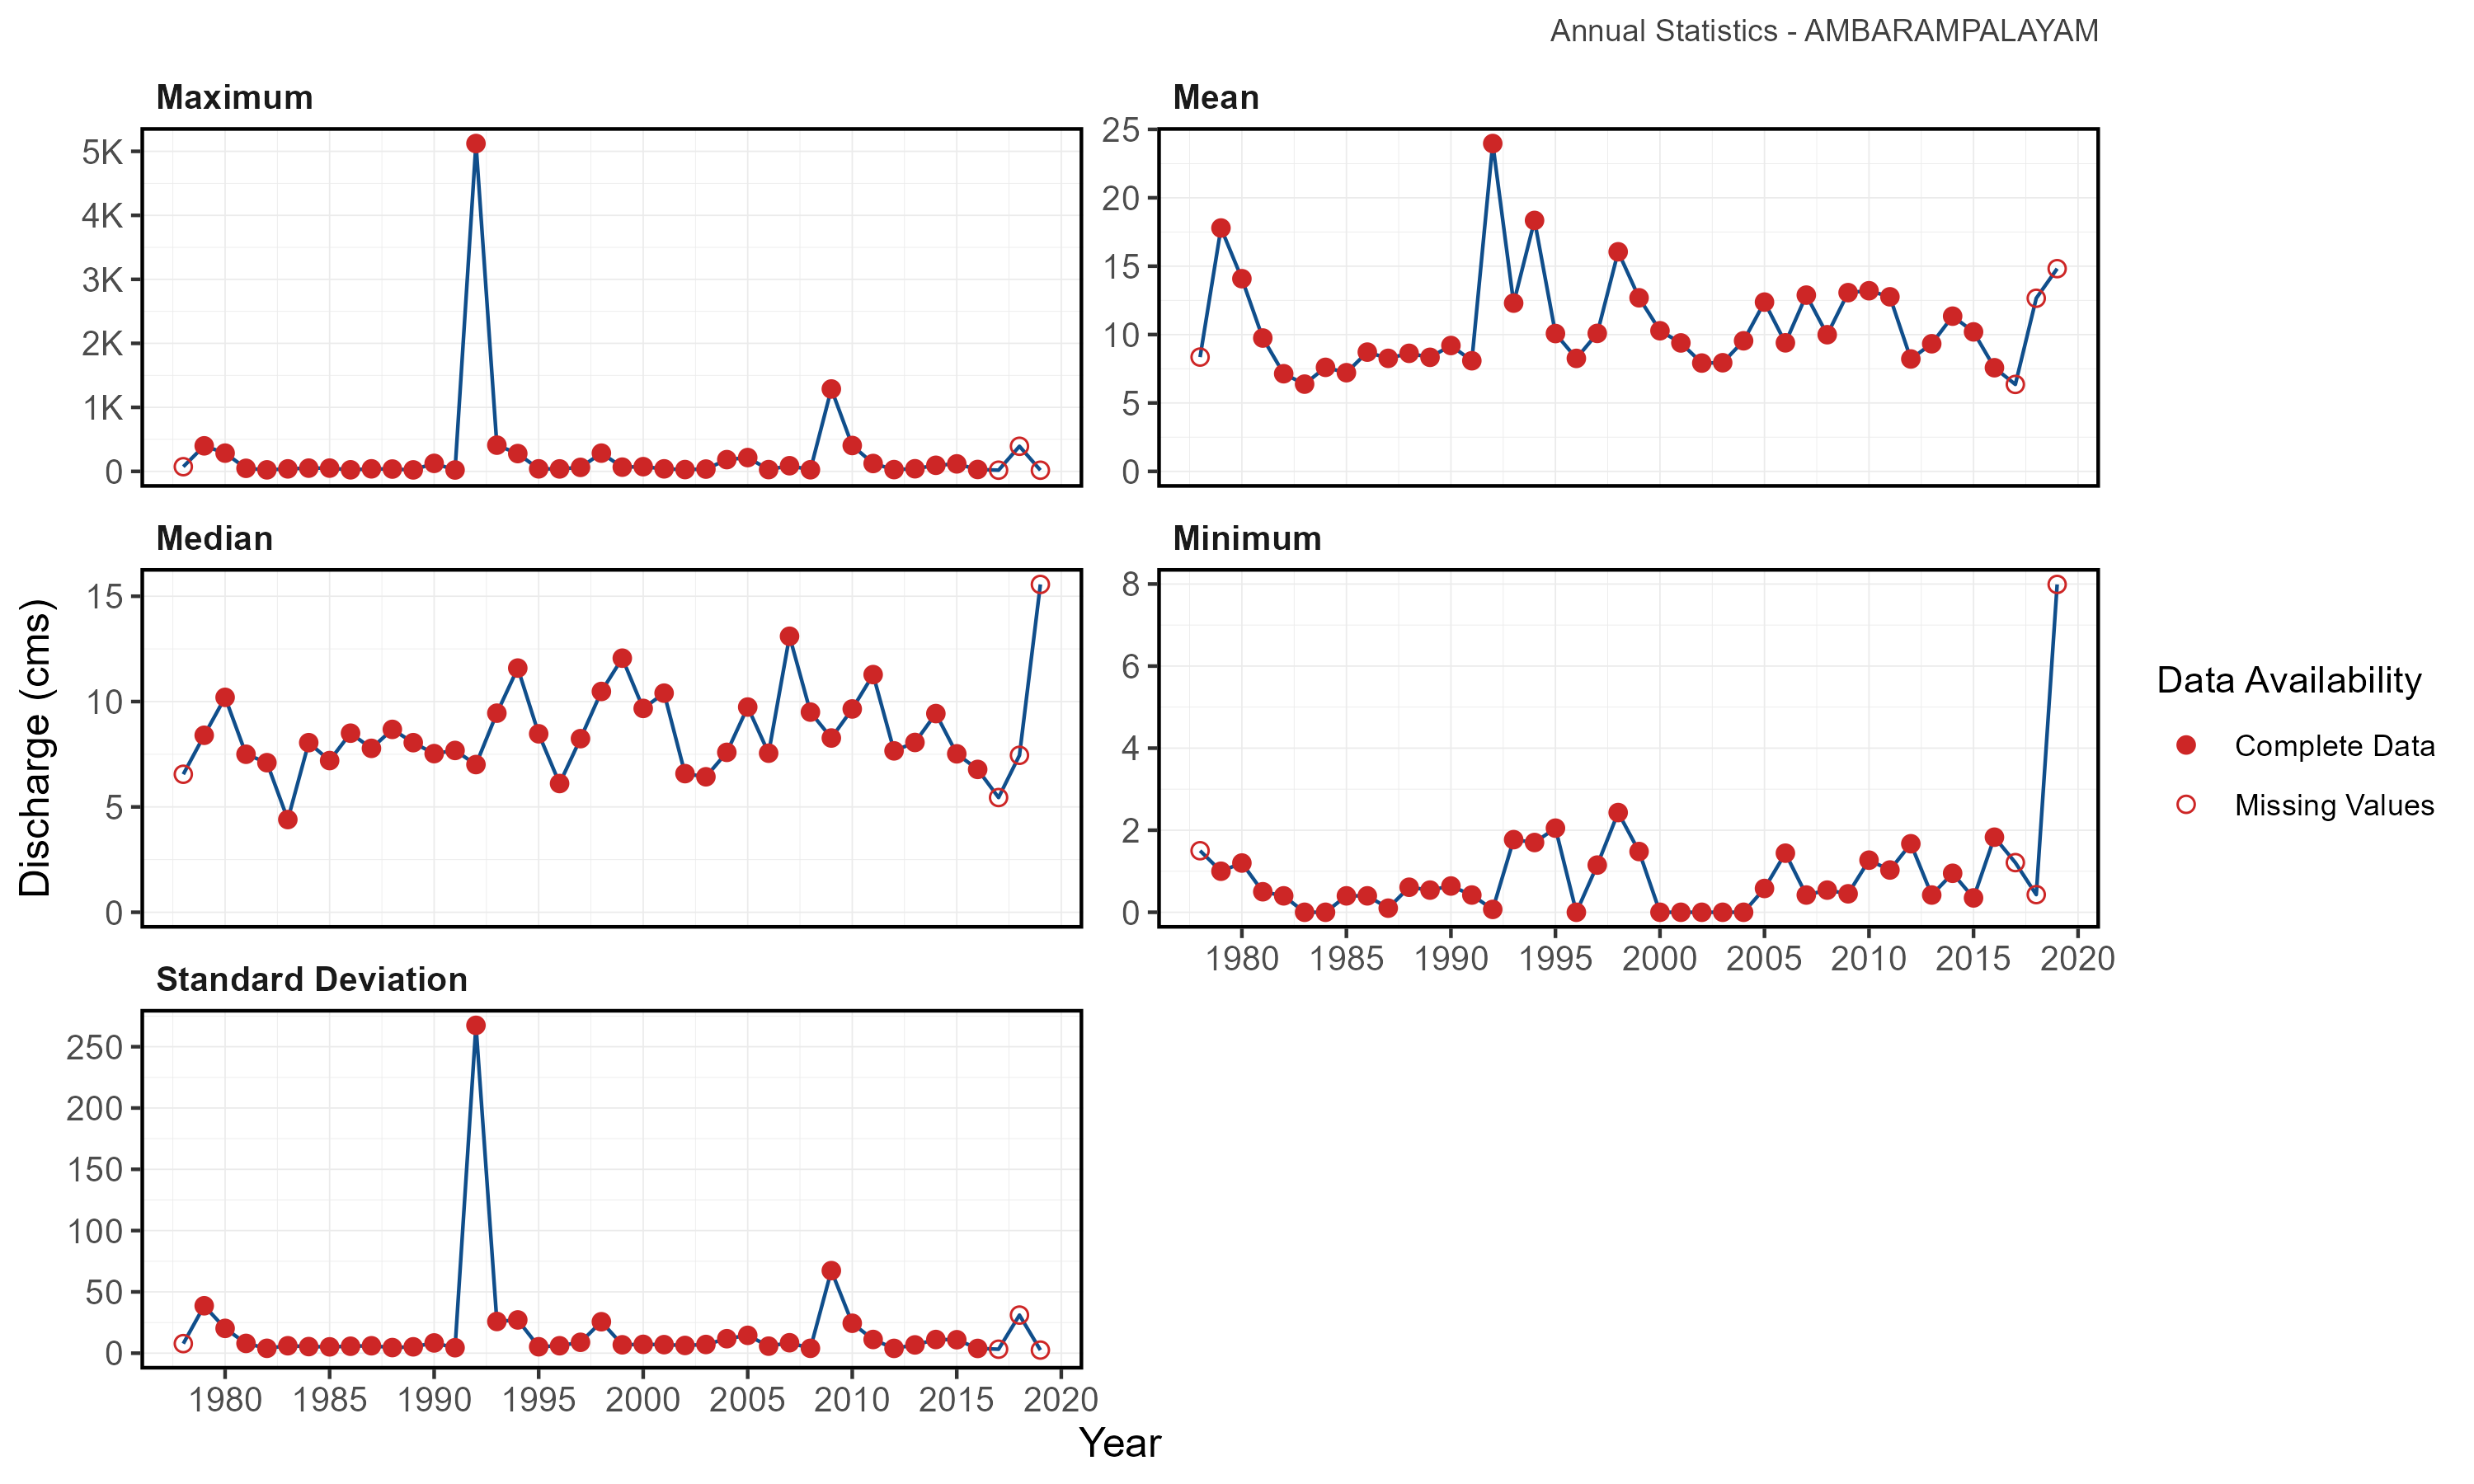 Annual Statistics - AMBARAMPALAYAM
Maximum
5K
4K
3K
2K
1K
0
Mean
25
20
15
10
5
0
Median
15
10
5
0
Minimum
8
6
4
2
0
1980 1985 1990 1995 2000 2005 2010 2015 2020
Standard Deviation
250
200
150
100
50
0
1980 1985 1990 1995 2000 2005 2010 2015 2020
Discharge (cms)
Year
Data Availability
Complete Data
Missing Values